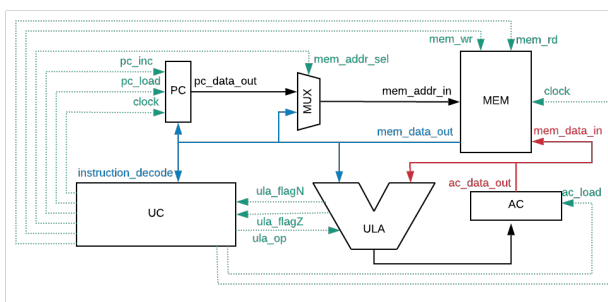 mem_wr
mem_rd
pc_inc
mem_addr_sel
pc_load
pc_data_out
clock
PC
MUX
mem_addr_in
MEM
clock
mem_data_out
mem_data_in
instruction_decode
ac_data_out
ula_flagN
ac_load
UC
AC
ula_flagZ
ULA
ula_op